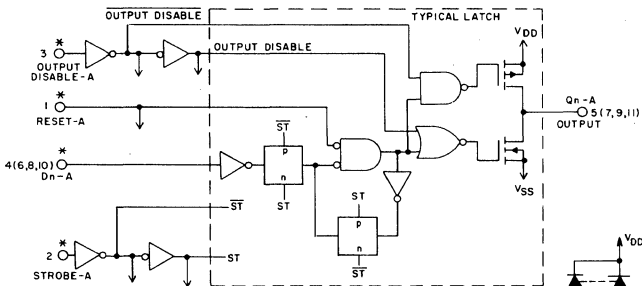 OUTPUT DISABLE
TYPICAL LATCH
VDD
*
3
OUTPUT DISABLE
OUTPUT
DISABLE-A
*
1
RESET-A
ST
p
n
ST
Qn-A
5(7,9,11)
OUTPUT
4(6,8,10)
*
Dn-A
VSS
ST
p
n
ST
ST
*
2
ST
STROBE-A
VDD